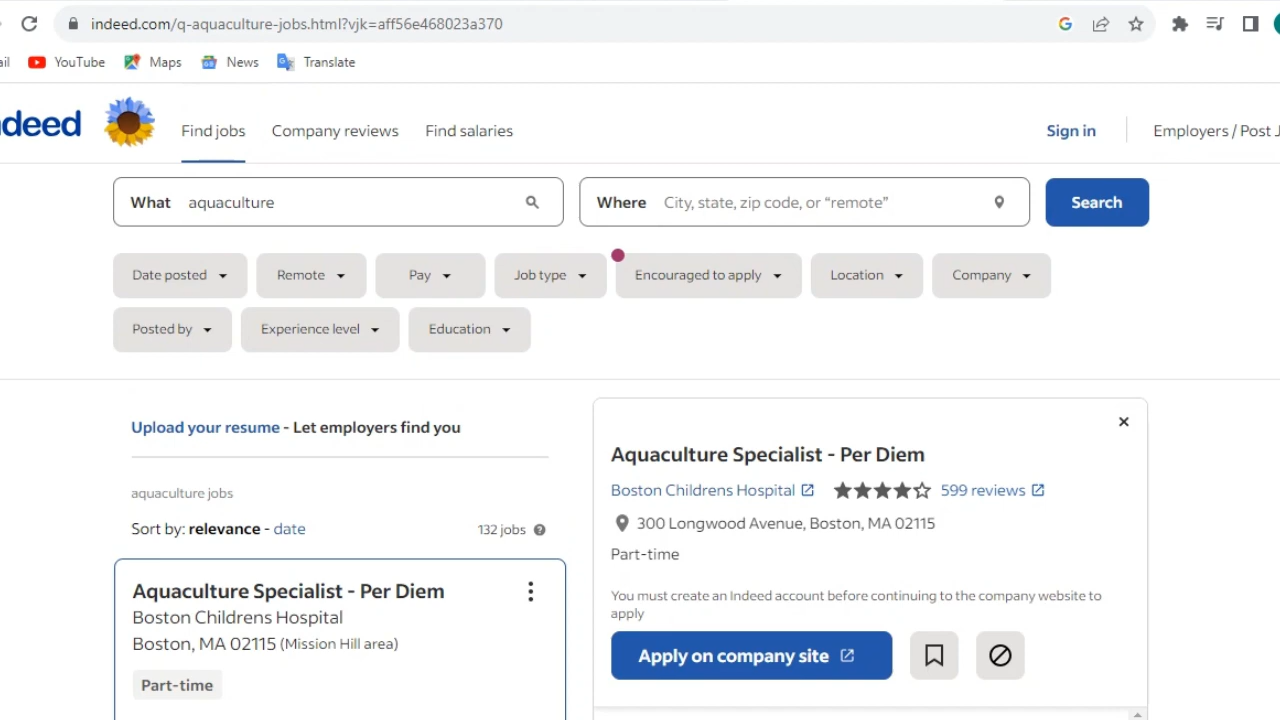 indeed.com/q-aquaculture-jobs.html?vjk=aff56e468023a370
YouTube
Maps
News
Translate
Find jobs
Company reviews
Find salaries
Sign in
Employers / Post
What
aquaculture
Where
City, state, zip code, or “remote”
Search
Date posted
Remote
Pay
Job type
Encouraged to apply
Location
Company
Posted by
Experience level
Education
Upload your resume - Let employers find you
aquaculture jobs
Sort by: relevance - date
132 jobs
Aquaculture Specialist - Per Diem
Boston Childrens Hospital
Boston, MA 02115 (Mission Hill area)
Part-time
Aquaculture Specialist - Per Diem
Boston Childrens Hospital
599 reviews
300 Longwood Avenue, Boston, MA 02115
Part-time
You must create an Indeed account before continuing to the company website to
apply
Apply on company site